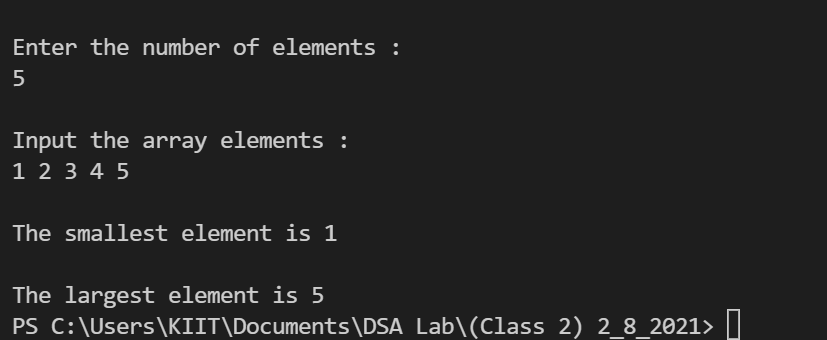 Enter the number of elements :
5
Input the array elements :
1 2 3 4 5
The smallest element is 1
The largest element is 5
PS C:\Users\KIIT\Documents\DSA Lab\(Class 2) 2_8_2021>